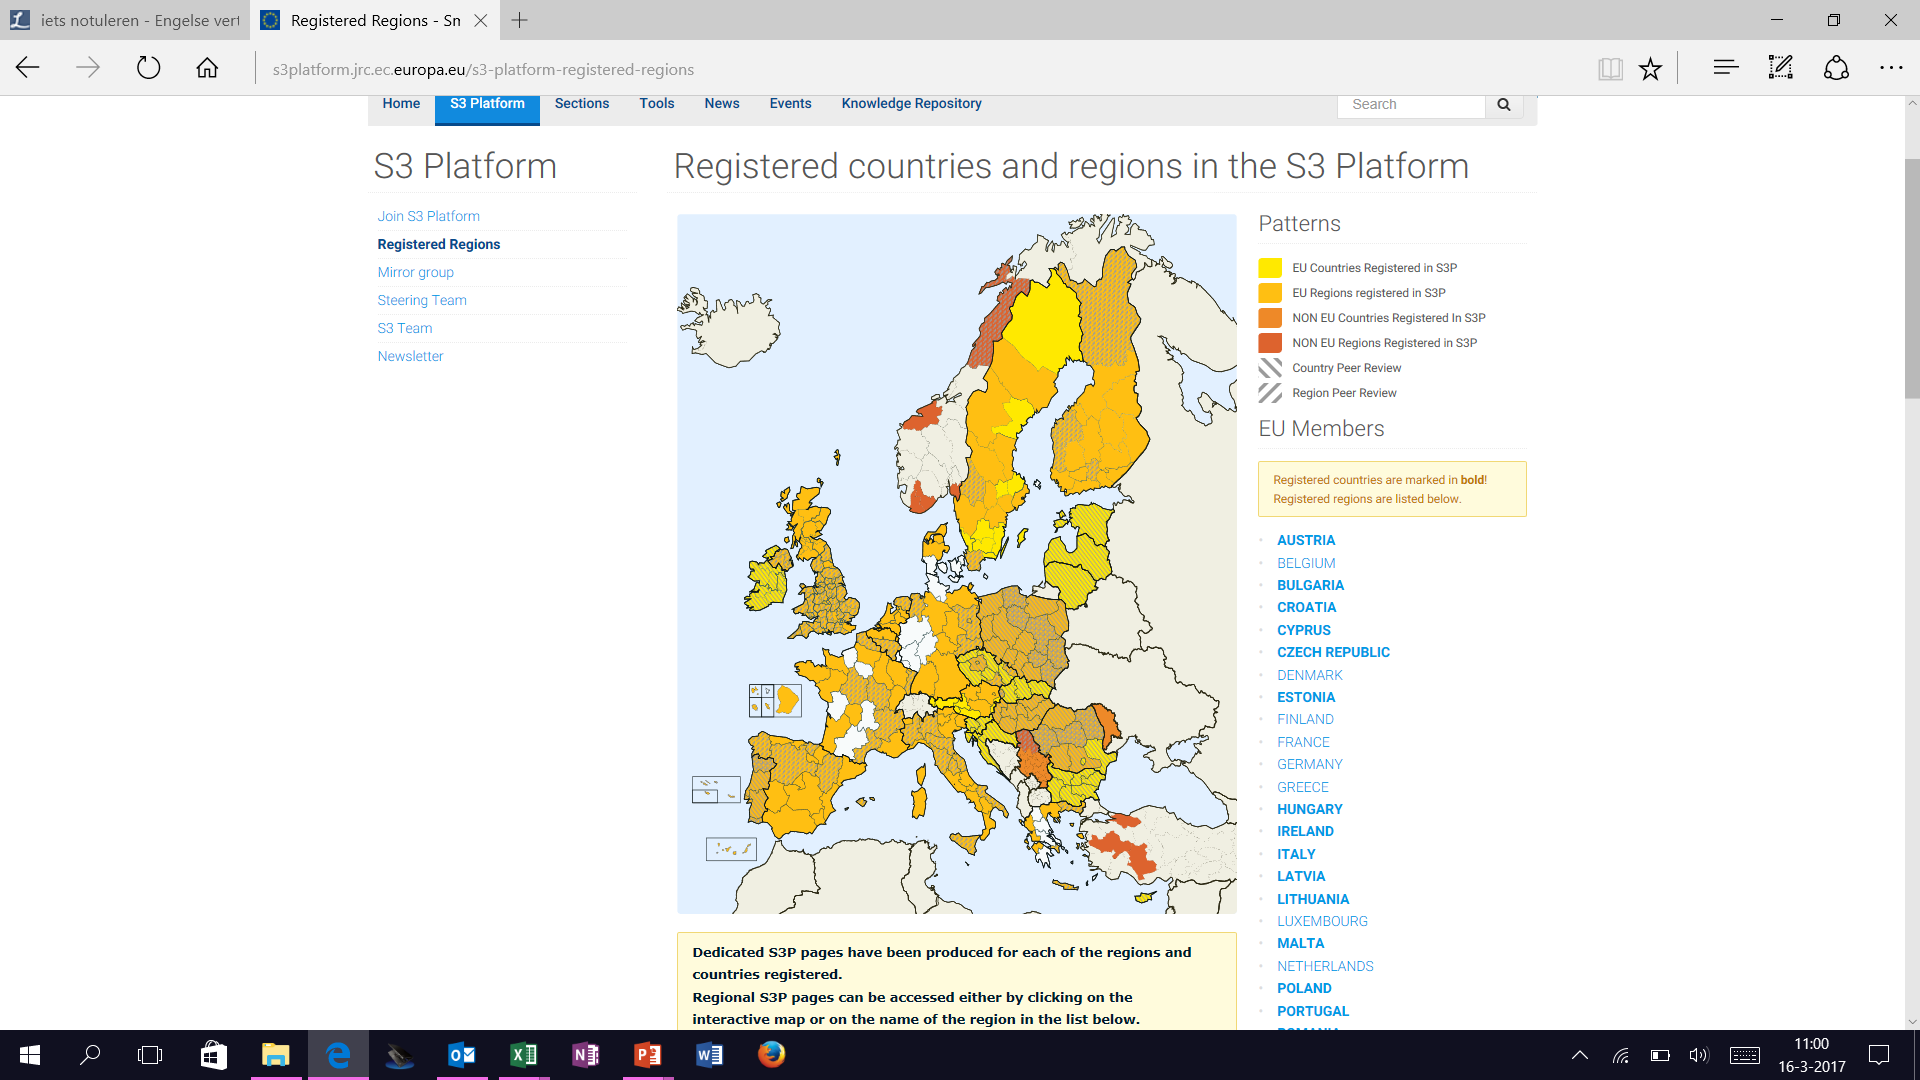 iets notuleren - Engelse vert
Registered Regions - Sm
s3platform.jrc.ec.europa.eu/s3-platform-registered-regions
Home
S3 Platform
Sections
Tools
News
Events
Knowledge Repository
Search
S3 Platform
Join S3 Platform
Registered Regions
Mirror group
Steering Team
S3 Team
Newsletter
Registered countries and regions in the S3 Platform
Patterns
EU Countries Registered in S3P
EU Regions registered in S3P
NON EU Countries Registered In S3P
NON EU Regions Registered in S3P
Country Peer Review
Region Peer Review
EU Members
Registered countries are marked in bold!
Registered regions are listed below.
AUSTRIA
BELGIUM
BULGARIA
CROATIA
CYPRUS
CZECH REPUBLIC
DENMARK
ESTONIA
FINLAND
FRANCE
GERMANY
GREECE
HUNGARY
IRELAND
ITALY
LATVIA
LITHUANIA
LUXEMBOURG
MALTA
NETHERLANDS
POLAND
PORTUGAL
Dedicated S3P pages have been produced for each of the regions and
countries registered.
Regional S3P pages can be accessed either by clicking on the
interactive map or on the name of the region in the list below.
11:00
16-3-2017